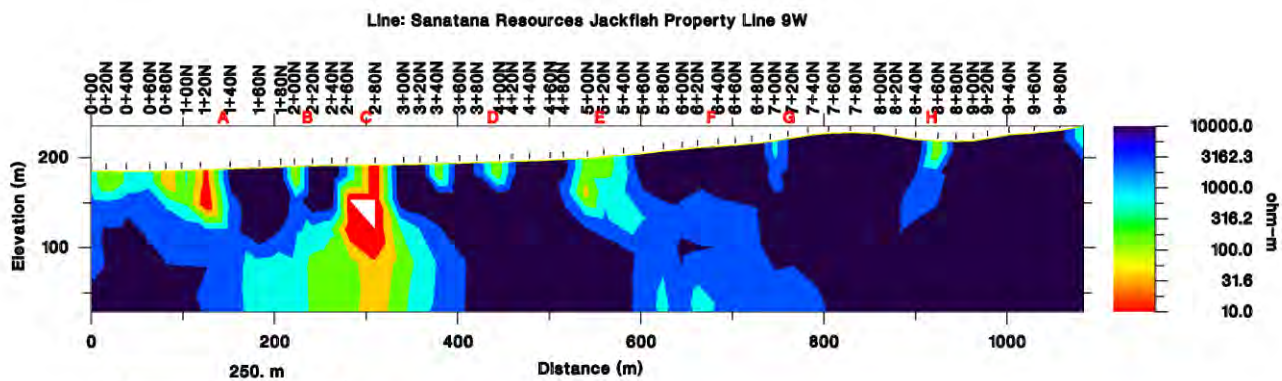 Line: Sanatana Resources Jackfish Property Line 9W
0+00 0+20N 0+40N 0+60N 0+80N 1+00N 1+20N 1+40N 1+60N 1+80N 2+00N 2+20N 2+40N 2+60N 2+80N 3+00N 3+20N 3+40N 3+60N 3+80N 4+00N 4+20N 4+40N 4+60N 4+80N 5+20N 5+40N 5+60N 5+80N 6+00N 6+20N 6+40N 6+60N 6+80N 7+00N 7+20N 7+40N 7+60N 7+80N 8+00N 8+20N 8+40N 8+60N 8+80N 9+00N 9+20N 9+40N 9+60N 9+80N
A B C D E F G H
200
100
Elevation (m)
0 200 400 600 800 1000
250. m
Distance (m)
10000.0
3162.3
1000.0
316.2
100.0
31.6
10.0
ohm-m